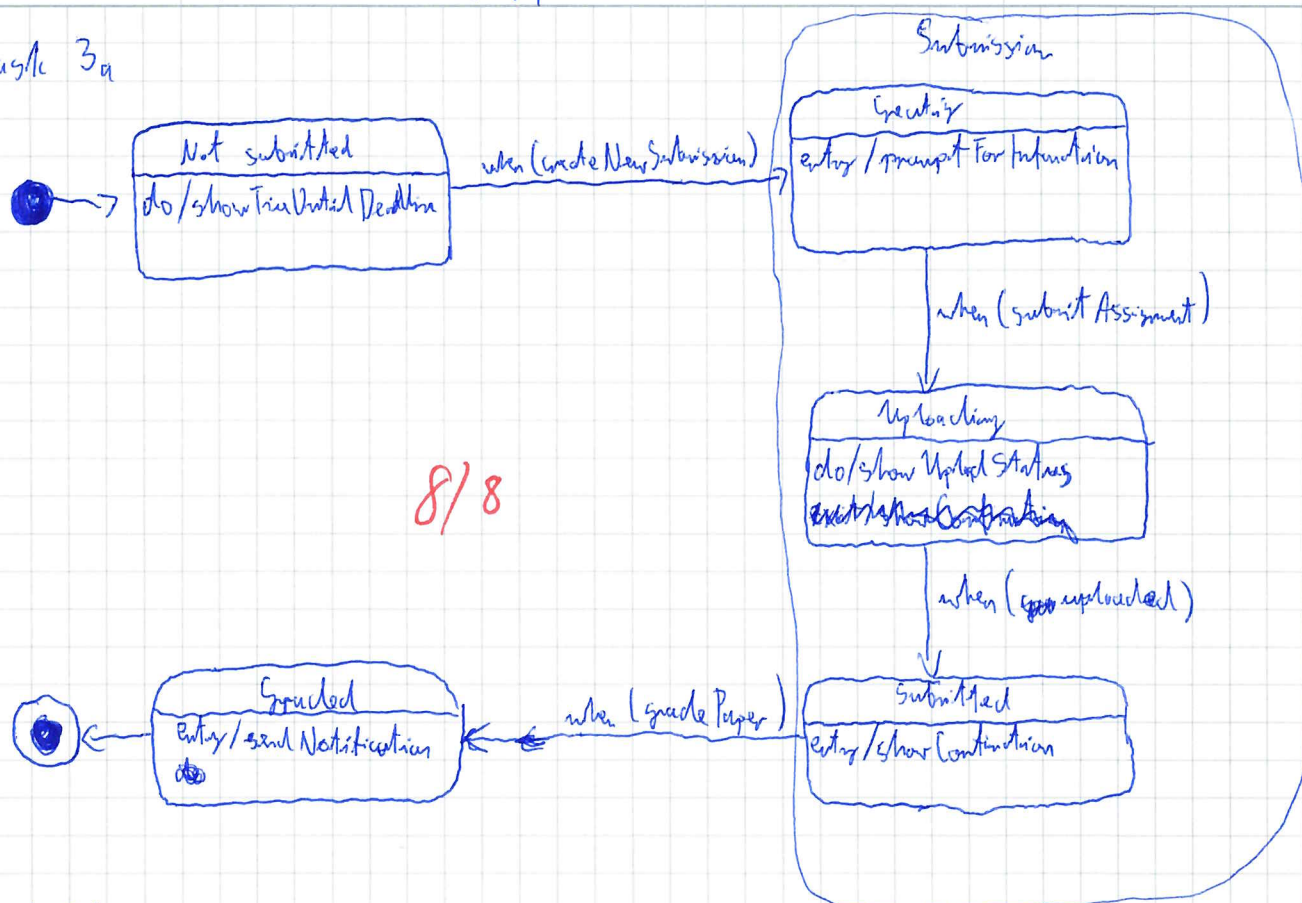 3a
Submission
Not submitted
do/showTimeUntilDeadline
when(createNewSubmission)
Creating
entry/promptForInformation
when(submitAssignment)
Uploading
do/showUploadStatus
8/8
when(uploaded)
Submitted
entry/showConfirmation
when(gradePaper)
Graded
entry/sendNotification